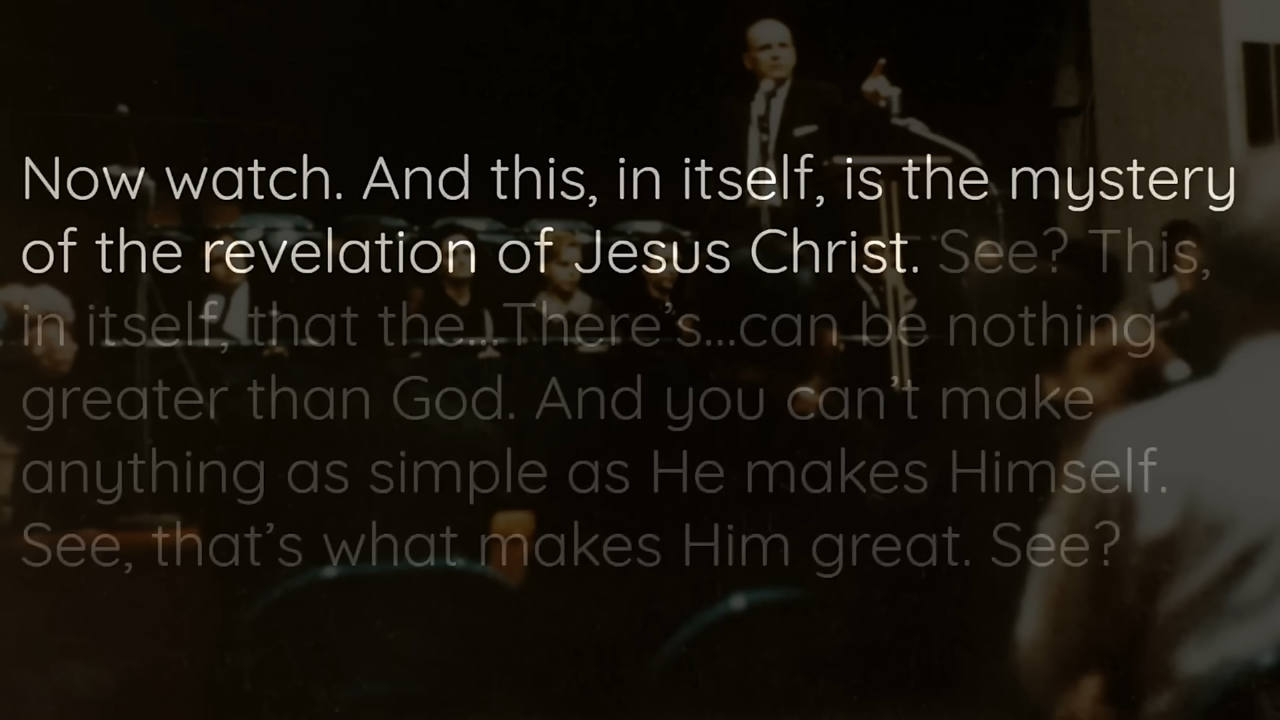 Now watch. And this, in itself, is the mystery
of the revelation of Jesus Christ. See? This,
in itself, that the...There’s...can be nothing
greater than God. And you can’t make
anything as simple as He makes Himself.
See, that’s what makes Him great. See?